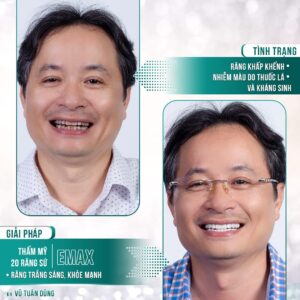 TÌNH TRẠNG
RĂNG KHẤP KHỂNH •
NHIỄM MÀU DO THUỐC LÁ •
VÀ KHÁNG SINH
GIẢI PHÁP
THẨM MỸ
20 RĂNG SỨ
EMAX
• RĂNG TRẮNG SÁNG, KHỎE MẠNH
VŨ TUẤN DŨNG